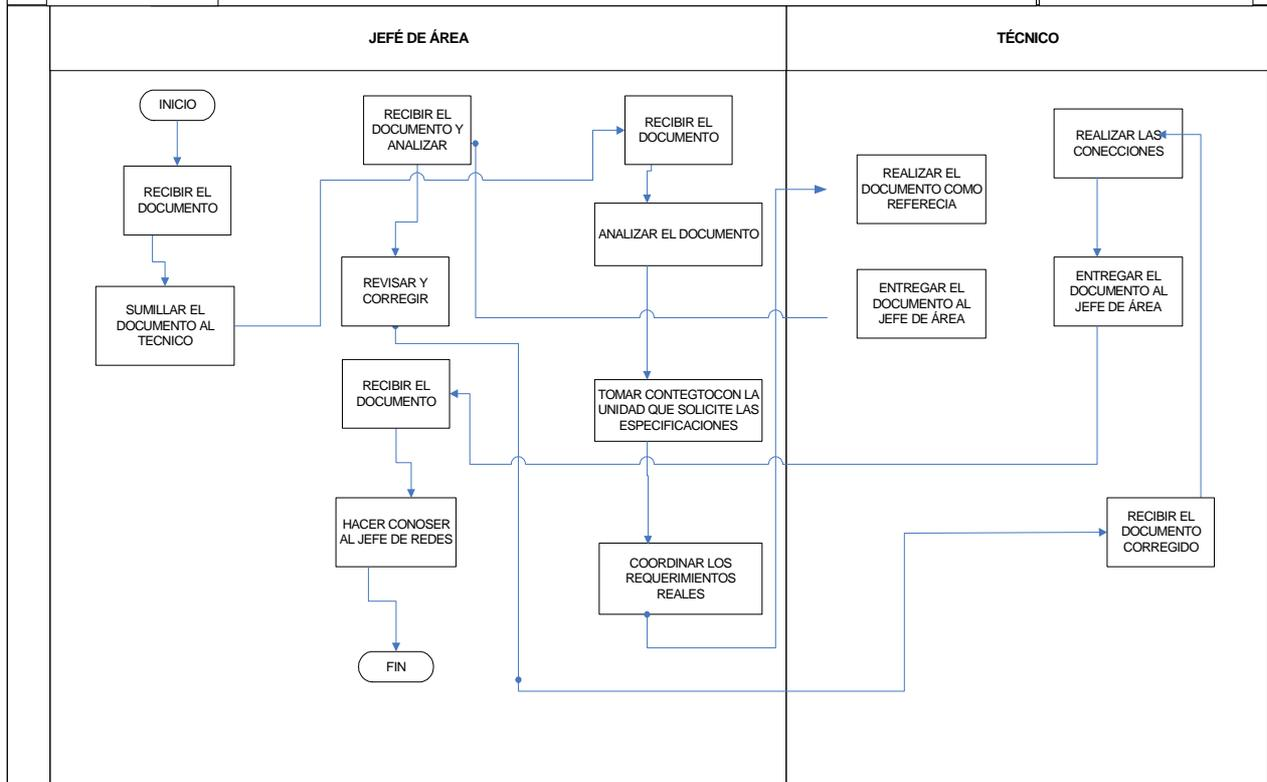 JEFÉ DE ÁREA
TÉCNICO
INICIO
RECIBIR EL
DOCUMENTO
SUMILLAR EL
DOCUMENTO AL
TECNICO
RECIBIR EL
DOCUMENTO Y
ANALIZAR
REVISAR Y
CORREGIR
RECIBIR EL
DOCUMENTO
HACER CONOSER
AL JEFE DE REDES
FIN
RECIBIR EL
DOCUMENTO
ANALIZAR EL DOCUMENTO
TOMAR CONTEGTOCON LA
UNIDAD QUE SOLICITE LAS
ESPECIFICACIONES
COORDINAR LOS
REQUERIMIENTOS
REALES
REALIZAR EL
DOCUMENTO COMO
REFERECIA
ENTREGAR EL
DOCUMENTO AL
JEFE DE ÁREA
REALIZAR LAS
CONECCIONES
ENTREGAR EL
DOCUMENTO AL
JEFE DE ÁREA
RECIBIR EL
DOCUMENTO
CORREGIDO